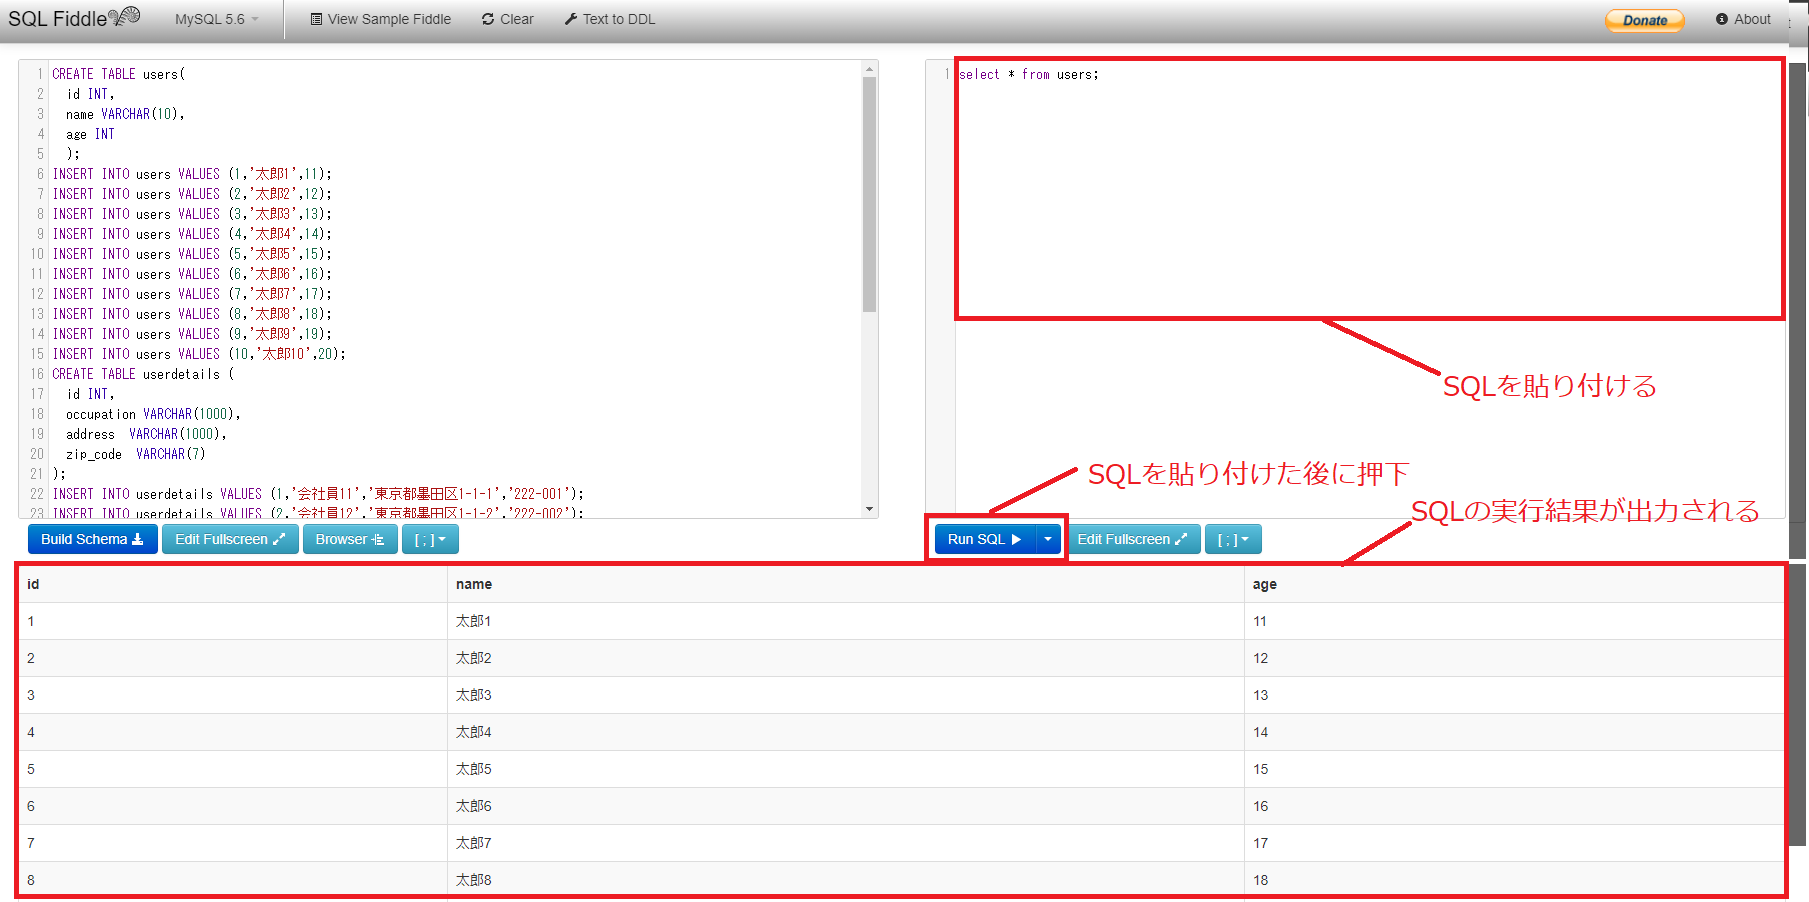 SQL Fiddle
MySQL 5.6
View Sample Fiddle
Clear
Text to DDL
Donate
About
1 CREATE TABLE users(
2 id INT,
3 name VARCHAR(10),
4 age INT
5 );
6 INSERT INTO users VALUES (1,'太郎1',11);
7 INSERT INTO users VALUES (2,'太郎2',12);
8 INSERT INTO users VALUES (3,'太郎3',13);
9 INSERT INTO users VALUES (4,'太郎4',14);
10 INSERT INTO users VALUES (5,'太郎5',15);
11 INSERT INTO users VALUES (6,'太郎6',16);
12 INSERT INTO users VALUES (7,'太郎7',17);
13 INSERT INTO users VALUES (8,'太郎8',18);
14 INSERT INTO users VALUES (9,'太郎9',19);
15 INSERT INTO users VALUES (10,'太郎10',20);
16 CREATE TABLE userdetails (
17 id INT,
18 occupation VARCHAR(1000),
19 address VARCHAR(1000),
20 zip_code VARCHAR(7)
21 );
22 INSERT INTO userdetails VALUES (1,'会社員11','東京都墨田区1-1-1','222-001');
23 INSERT INTO userdetails VALUES (2,'会社員12','東京都墨田区1-1-2','222-002');
1 select * from users;
SQLを貼り付ける
SQLを貼り付けた後に押下
SQLの実行結果が出力される
Build Schema
Edit Fullscreen
Browser
[ ; ]
Run SQL
Edit Fullscreen
[ ; ]
id name age
1 太郎1 11
2 太郎2 12
3 太郎3 13
4 太郎4 14
5 太郎5 15
6 太郎6 16
7 太郎7 17
8 太郎8 18